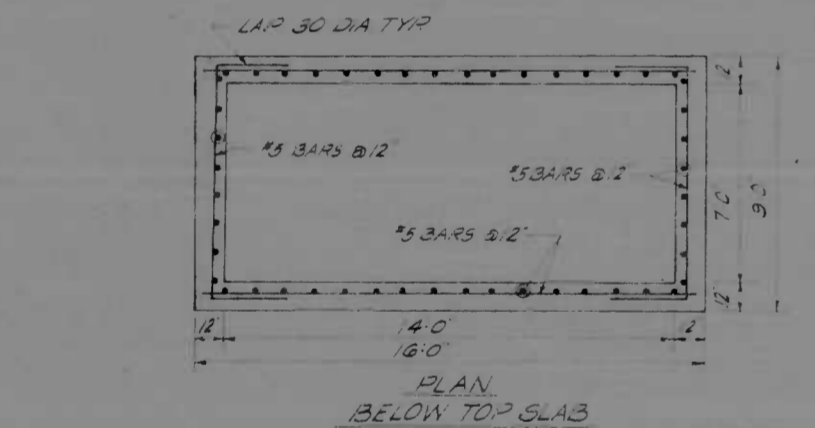 LAP 30 DIA TYP.
#5 BARS @ 12"
#5 BARS @ 12
#5 BARS @ 12"
2
7'0"
9'0"
12"
12"
14'-0"
2
16'-0"
PLAN
BELOW TOP SLAB